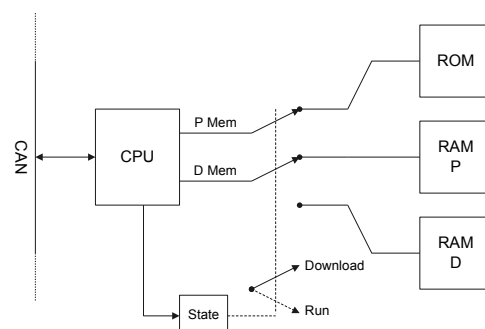 ROM
P Mem
CAN
CPU
RAM
P
D Mem
RAM
D
Download
State
Run